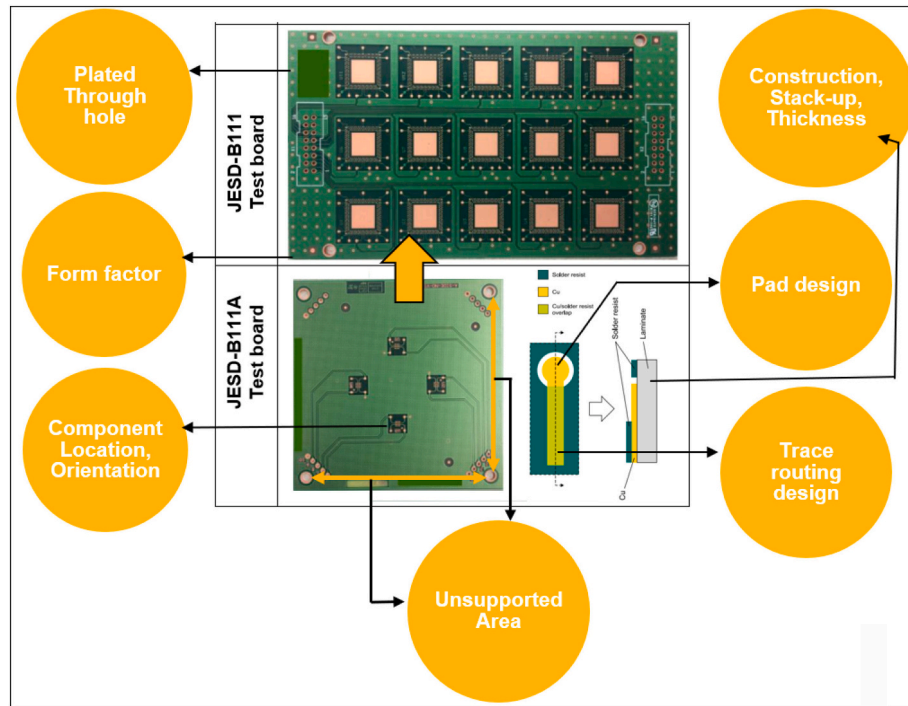 Plated
Through
hole
JESD-B111
Test board
Construction,
Stack-up,
Thickness
Form factor
JESD-B111A
Test board
Solder resist
Cu
Cu/solder resist
overlap
Solder resist
Laminate
Cu
Pad design
Component
Location,
Orientation
Trace
routing
design
Unsupported
Area